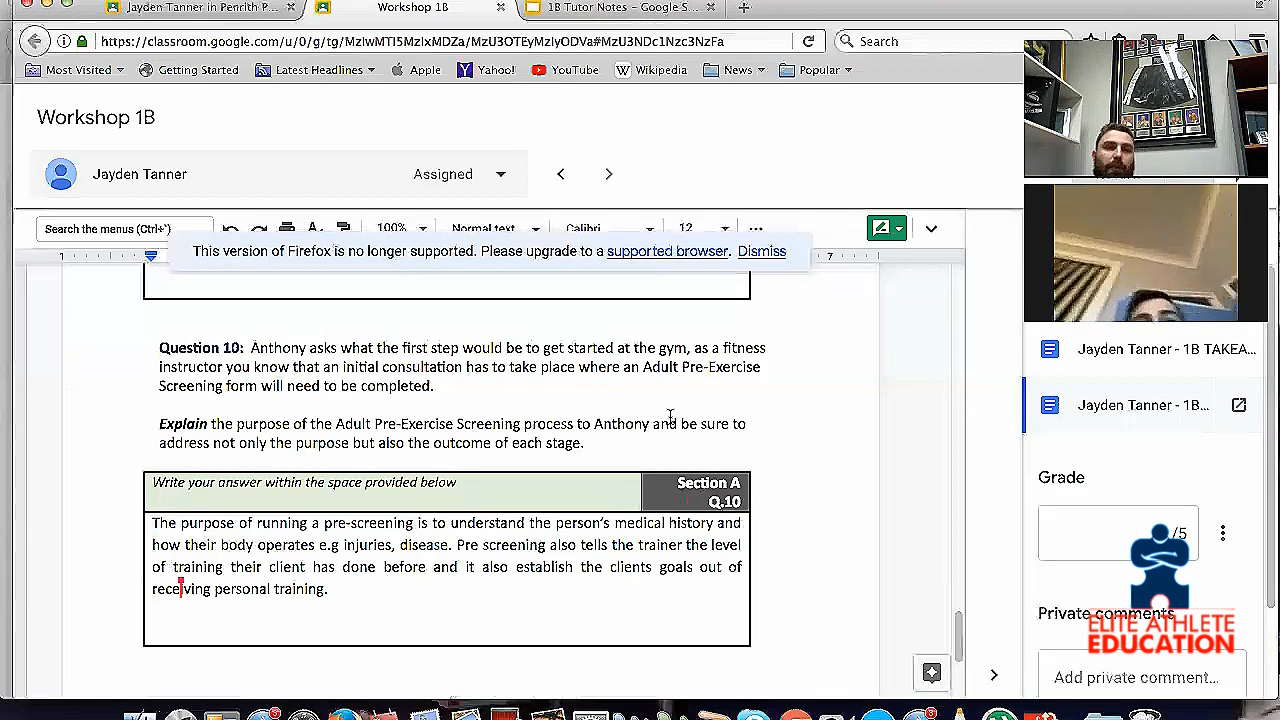 Jayden Tanner in Penrith P...
Workshop 1B
1B Tutor Notes - Google S...
https://classroom.google.com/u/0/g/tg/MzIwMTI5MzIxMDZa/MzU3OTEyMzIyODVa#MzU3NDc1Nzc3NzFa
Search
Most Visited
Getting Started
Latest Headlines
Apple
Yahoo!
YouTube
Wikipedia
News
Popular
Workshop 1B
Jayden Tanner
Assigned
Search the menus (Ctrl+')
100%
Normal text
Calibri
12
This version of Firefox is no longer supported. Please upgrade to a supported browser. Dismiss
1
7
Question 10: Anthony asks what the first step would be to get started at the gym, as a fitness
instructor you know that an initial consultation has to take place where an Adult Pre-Exercise
Screening form will need to be completed.
Explain the purpose of the Adult Pre-Exercise Screening process to Anthony and be sure to
address not only the purpose but also the outcome of each stage.
Write your answer within the space provided below
Section A
Q.10
The purpose of running a pre-screening is to understand the person's medical history and
how their body operates e.g injuries, disease. Pre screening also tells the trainer the level
of training their client has done before and it also establish the clients goals out of
receiving personal training.
Jayden Tanner - 1B TAKEA...
Jayden Tanner - 1B...
Grade
/5
Private comments
ELITE ATHLETE
EDUCATION
Add private comment...